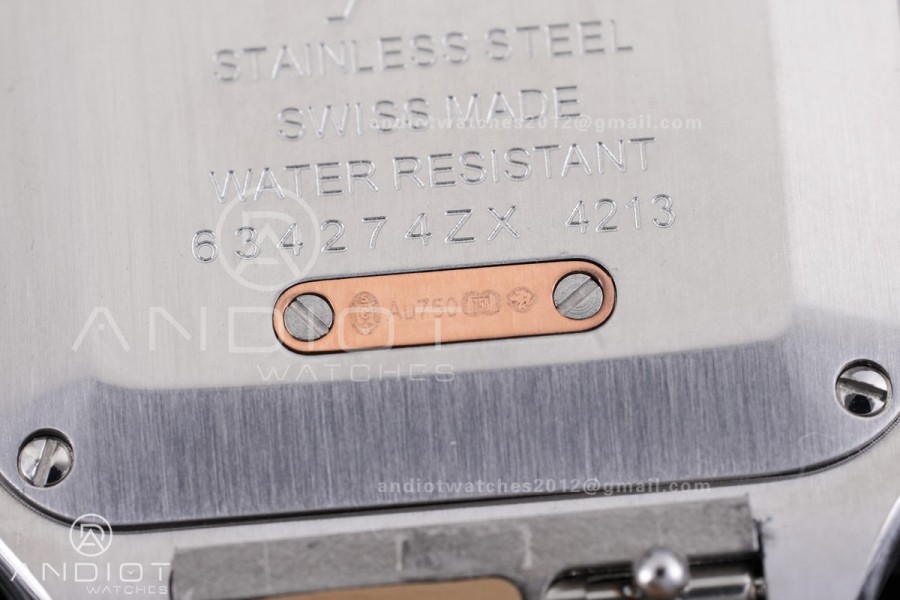 STAINLESS STEEL
SWISS MADE
andiotwatches2012@gmail.com
WATER RESISTANT
634274ZX 4213
Au750 750
ANDIOT
WATCHES
andiotwatches2012@gmail.com
ANDIOT
WATCHES